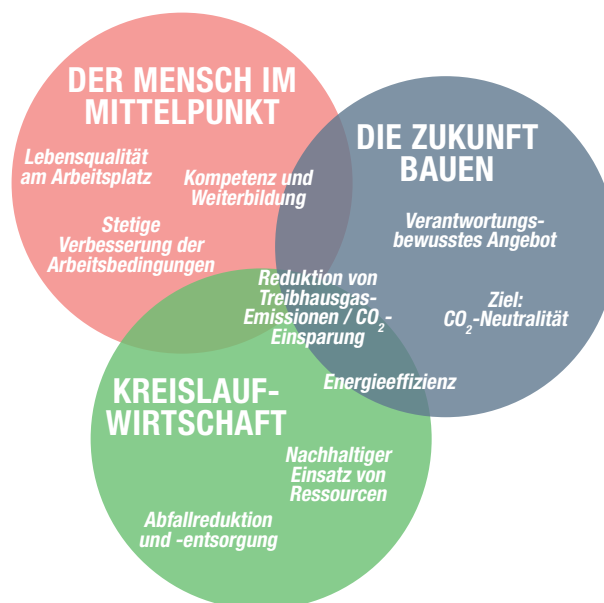 DER MENSCH IM
MITTELPUNKT
Lebensqualität
am Arbeitsplatz
Kompetenz und
Weiterbildung
Stetige
Verbesserung der
Arbeitsbedingungen
DIE ZUKUNFT
BAUEN
Verantwortungs-
bewusstes Angebot
Ziel:
CO₂-Neutralität
Reduktion von
Treibhausgas-
Emissionen / CO₂-
Einsparung
Energieeffizienz
KREISLAUF-
WIRTSCHAFT
Nachhaltiger
Einsatz von
Ressourcen
Abfallreduktion
und -entsorgung